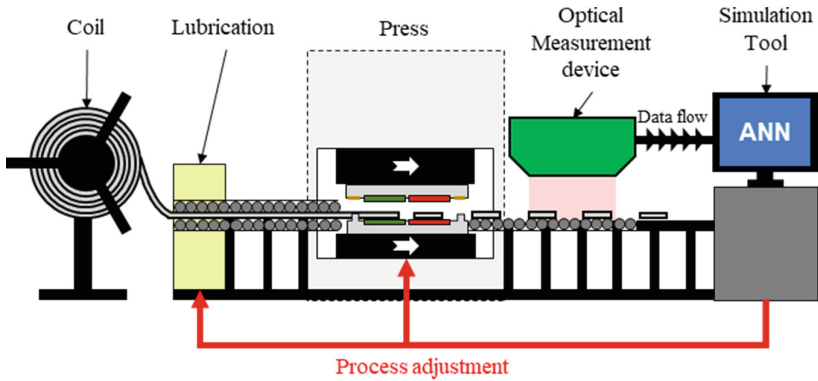 Coil
Lubrication
Press
Optical
Measurement
device
Simulation
Tool
Data flow
ANN
Process adjustment